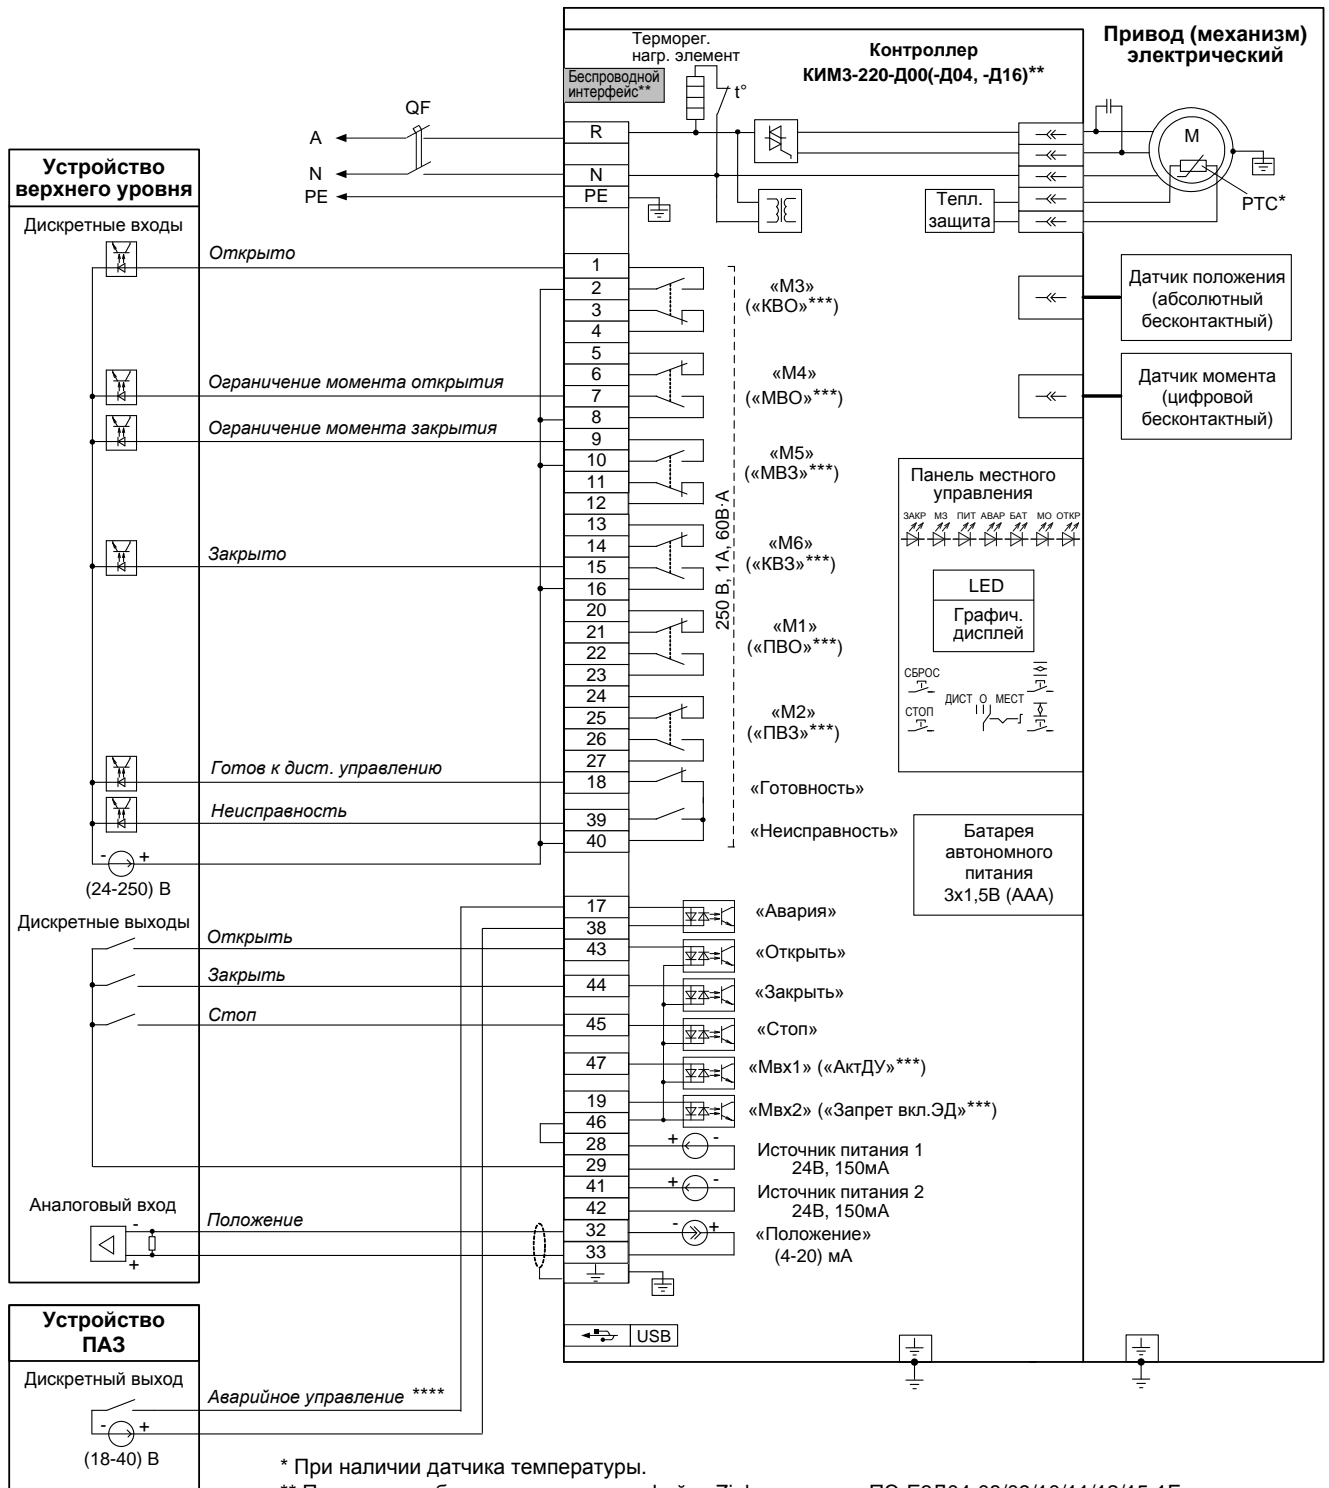 Терморег.
нагр. элемент
Контроллер
КИМ3-220-Д00(-Д04, -Д16)**
Привод (механизм)
электрический
Беспроводной
интерфейс**
t°
QF
A
N
PE
R
N
PE
M
PTC*
Тепл.
защита
Устройство
верхнего уровня
Дискретные входы
Открыто
Ограничение момента открытия
Ограничение момента закрытия
Закрыто
Готов к дист. управлению
Неисправность
- +
(24-250) В
Дискретные выходы
Открыть
Закрыть
Стоп
Аналоговый вход
Положение
-
+
1
2
3
4
5
6
7
8
9
10
11
12
13
14
15
16
20
21
22
23
24
25
26
27
18
39
40
17
38
43
44
45
47
19
46
28
29
41
42
32
33
USB
«М3»
(«КВО»***)
«М4»
(«МВО»***)
«М5»
(«МВЗ»***)
«М6»
(«КВЗ»***)
«М1»
(«ПВО»***)
«М2»
(«ПВЗ»***)
250 В, 1А, 60В·А
«Готовность»
«Неисправность»
«Авария»
«Открыть»
«Закрыть»
«Стоп»
«Мвх1» («АктДУ»***)
«Мвх2» («Запрет вкл.ЭД»***)
+ -
Источник питания 1
24В, 150мА
+ -
Источник питания 2
24В, 150мА
- +
«Положение»
(4-20) мА
Датчик положения
(абсолютный
бесконтактный)
Датчик момента
(цифровой
бесконтактный)
Панель местного
управления
ЗАКР МЗ ПИТ АВАР БАТ МО ОТКР
LED
Графич.
дисплей
СБРОС
СТОП
ДИСТ О МЕСТ
Батарея
автономного
питания
3х1,5В (ААА)
Устройство
ПАЗ
Дискретный выход
Аварийное управление ****
- +
(18-40) В
* При наличии датчика температуры.